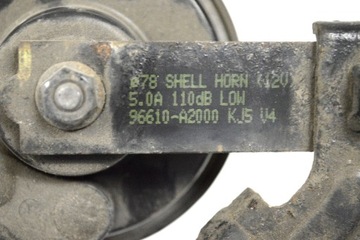 ø78 SHELL HORN (12V)
5.0A 110dB LOW
96610-A2000 KJ5 V4